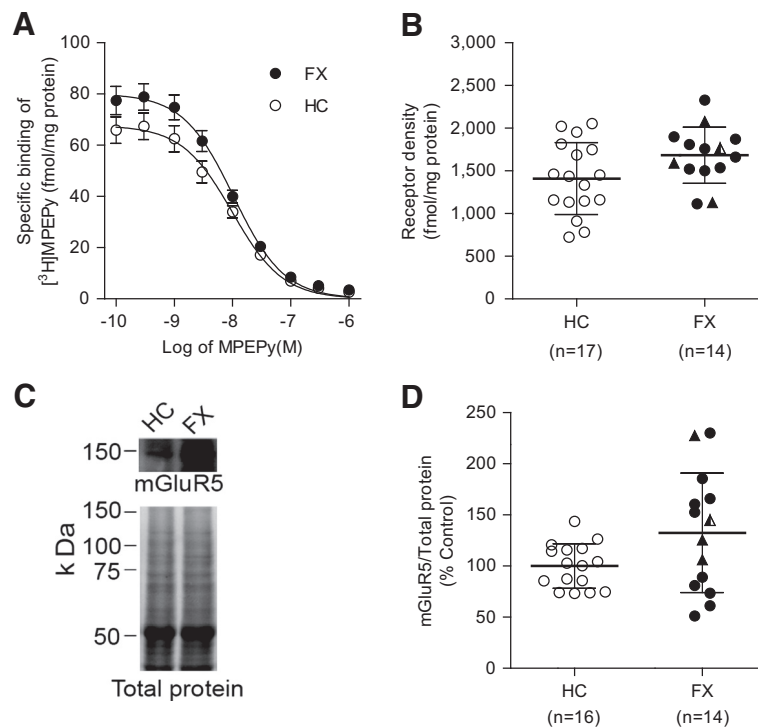 A
Specific binding of
[³H]MPEPy (fmol/mg protein)
100
80
60
40
20
0
FX
HC
-10
-9
-8
-7
-6
Log of MPEPy(M)
B
Receptor density
(fmol/mg protein)
3,000
2,500
2,000
1,500
1,000
500
0
HC
FX
(n=17)
(n=14)
C
HC
FX
150
mGluR5
k Da
150
100
75
50
Total protein
D
mGluR5/Total protein
(% Control)
250
200
150
100
50
0
HC
FX
(n=16)
(n=14)